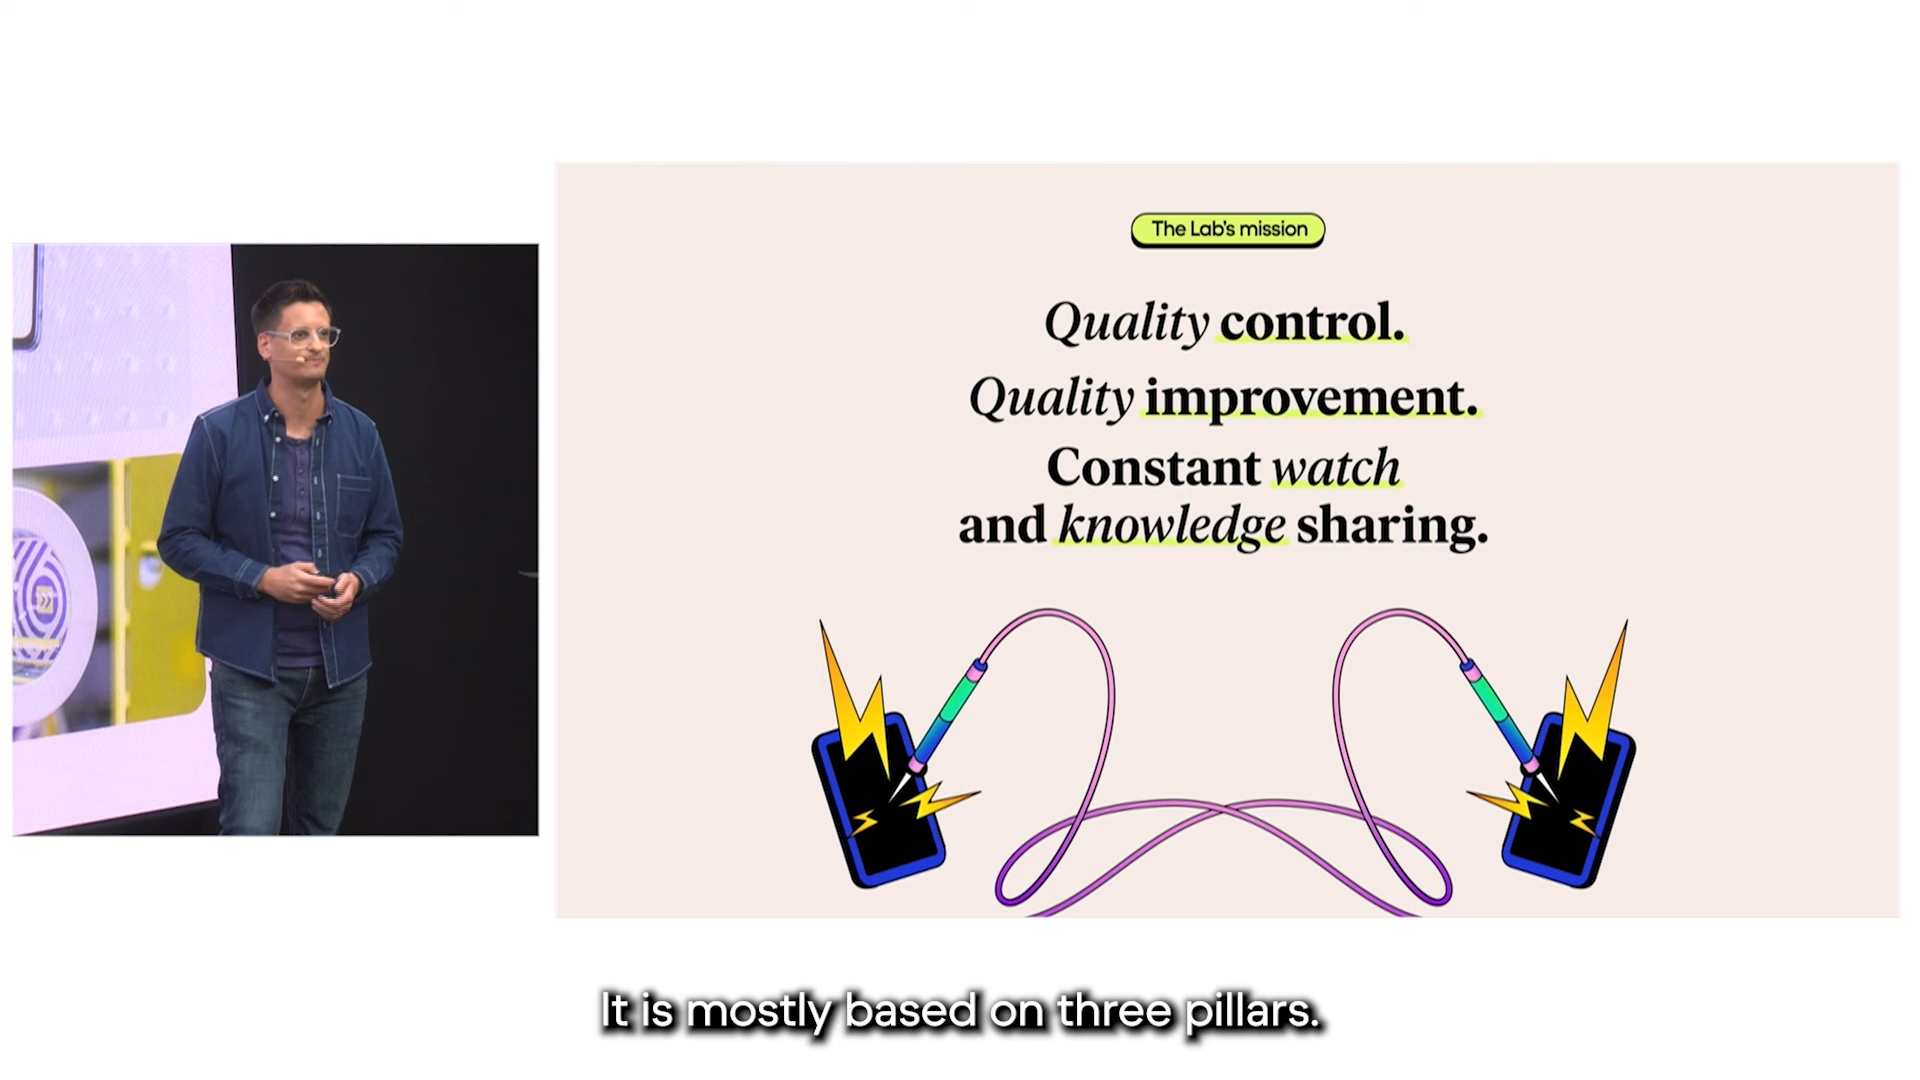 The Lab's mission
Quality control.
Quality improvement.
Constant watch
and knowledge sharing.
It is mostly based on three pillars.